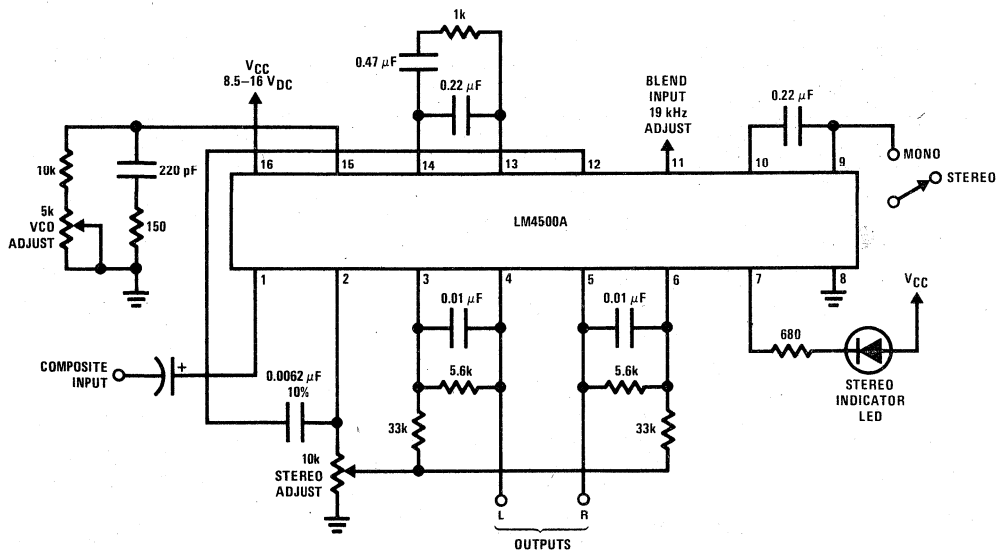 1k
0.47 µF
0.22 µF
VCC
8.5–16 VDC
BLEND
INPUT
19 kHz
ADJUST
0.22 µF
16
15
14
13
12
11
10
9
MONO
STEREO
10k
220 pF
5k
VCO
ADJUST
150
LM4500A
1
2
3
4
5
6
7
8
VCC
0.01 µF
0.01 µF
680
COMPOSITE
INPUT
+
0.0062 µF
10%
5.6k
5.6k
STEREO
INDICATOR
LED
33k
33k
10k
STEREO
ADJUST
L
R
OUTPUTS